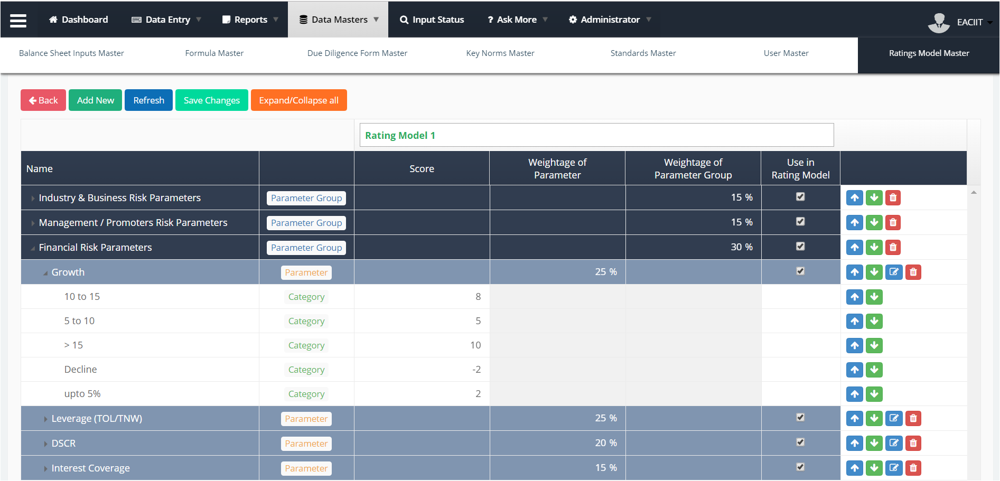 Dashboard Data Entry Reports Data Masters Input Status ? Ask More Administrator EACIIT
Balance Sheet Inputs Master Formula Master Due Diligence Form Master Key Norms Master Standards Master User Master Ratings Model Master
Back Add New Refresh Save Changes Expand/Collapse all
Rating Model 1
Name Score Weightage of Parameter Weightage of Parameter Group Use in Rating Model
Industry & Business Risk Parameters Parameter Group 15 %
Management / Promoters Risk Parameters Parameter Group 15 %
Financial Risk Parameters Parameter Group 30 %
Growth Parameter 25 %
10 to 15 Category 8
5 to 10 Category 5
> 15 Category 10
Decline Category -2
upto 5% Category 2
Leverage (TOL/TNW) Parameter 25 %
DSCR Parameter 20 %
Interest Coverage Parameter 15 %